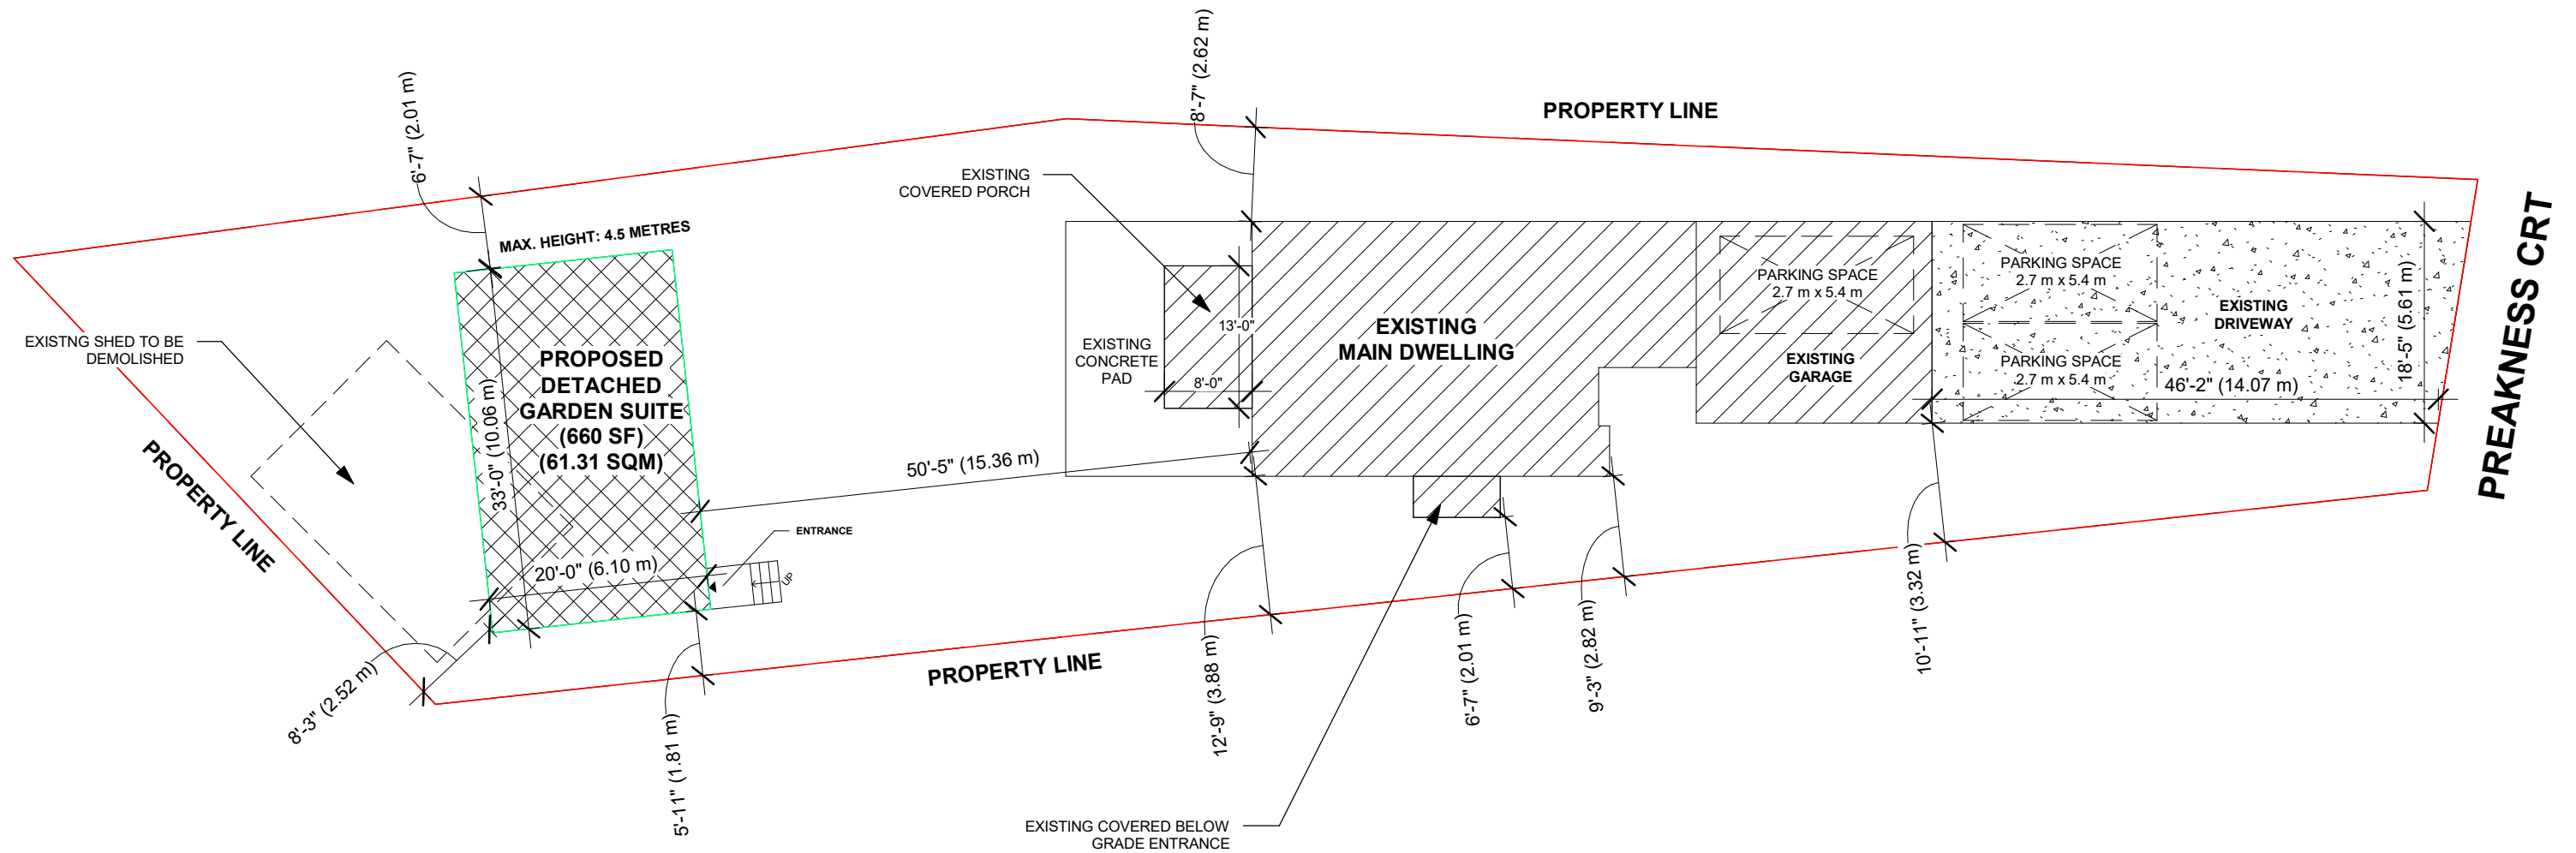 8'-7" (2.62 m)
6'-7" (2.01 m)
PROPERTY LINE
EXISTING
COVERED PORCH
MAX. HEIGHT: 4.5 METRES
PREAKNESS CRT
PARKING SPACE
2.7 m x 5.4 m
PARKING SPACE
2.7 m x 5.4 m
EXISTING
DRIVEWAY
18'-5" (5.61 m)
EXISTNG SHED TO BE
DEMOLISHED
PROPOSED
DETACHED
GARDEN SUITE
(660 SF)
(61.31 SQM)
33'-0" (10.06 m)
EXISTING
CONCRETE
PAD
13'-0"
8'-0"
EXISTING
MAIN DWELLING
EXISTING
GARAGE
PARKING SPACE
2.7 m x 5.4 m
46'-2" (14.07 m)
PROPERTY LINE
50'-5" (15.36 m)
ENTRANCE
20'-0" (6.10 m)
UP
8'-3" (2.52 m)
5'-11" (1.81 m)
PROPERTY LINE
12'-9" (3.88 m)
6'-7" (2.01 m)
9'-3" (2.82 m)
10'-11" (3.32 m)
EXISTING COVERED BELOW
GRADE ENTRANCE